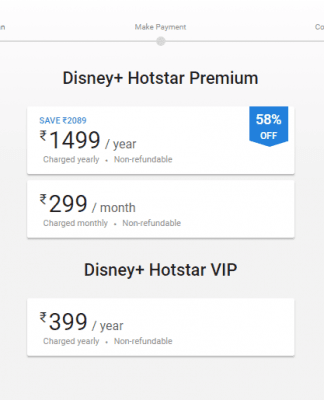 Make Payment
Disney+ Hotstar Premium
SAVE ₹2089
58%
OFF
₹1499 / year
Charged yearly • Non-refundable
₹299 / month
Charged monthly • Non-refundable
Disney+ Hotstar VIP
₹399 / year
Charged yearly • Non-refundable